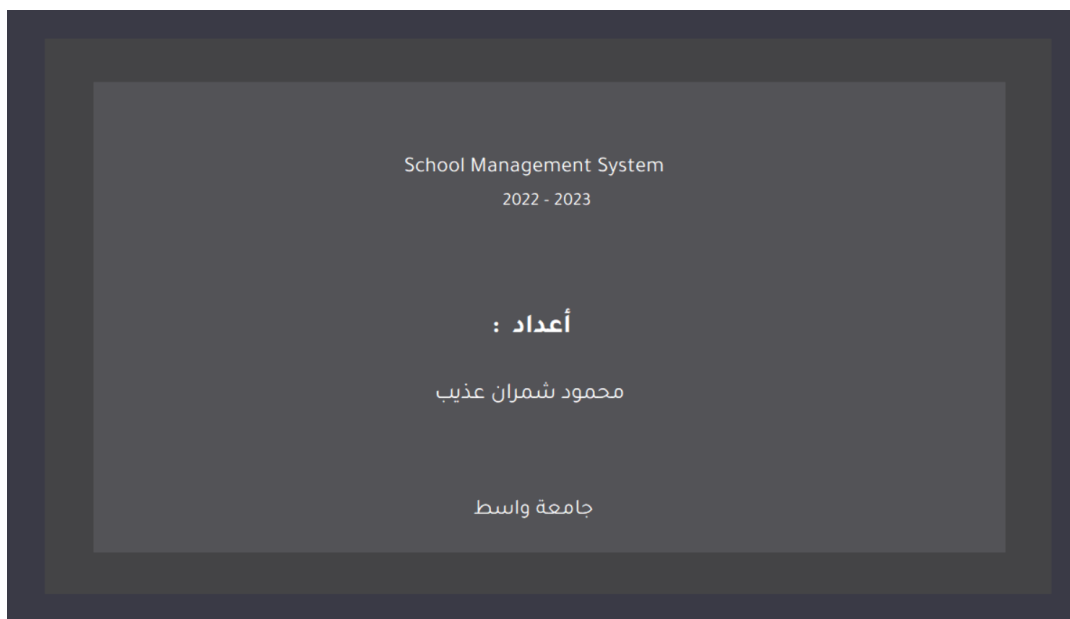 School Management System
2022 - 2023
أعداد :
محمود شمران عذيب
جامعة واسط